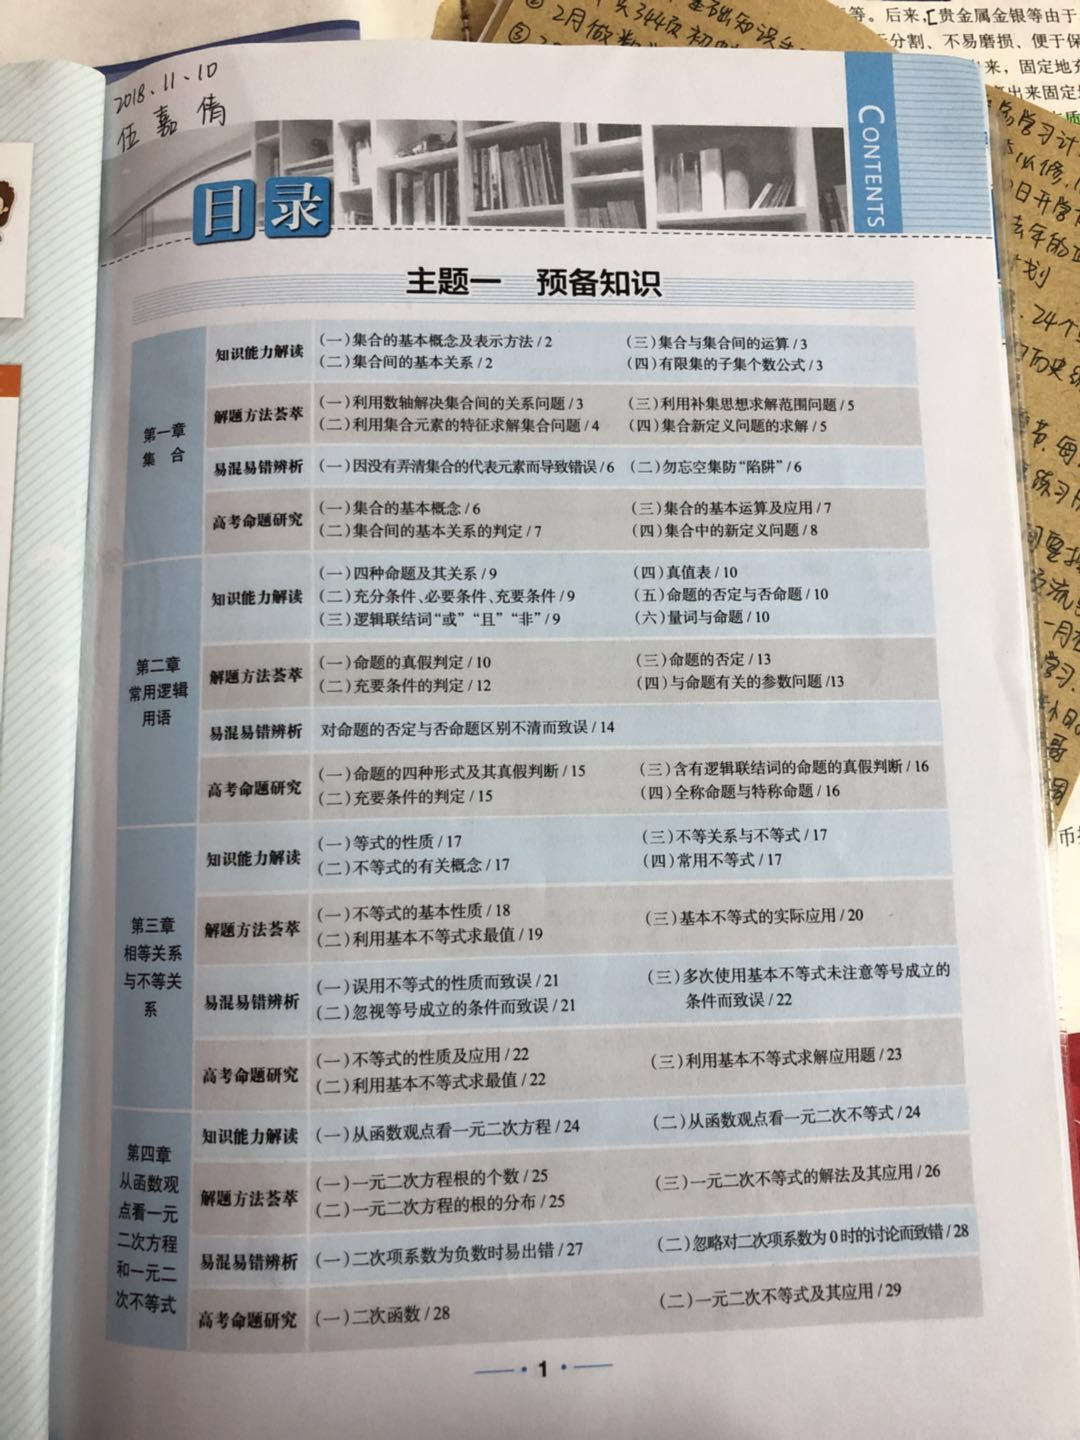 2018.11.10
伍嘉倩
目录
CONTENTS
主题一 预备知识
第一章
集 合
知识能力解读
(一)集合的基本概念及表示方法/2
(三)集合与集合间的运算/3
(二)集合间的基本关系/2
(四)有限集的子集个数公式/3
解题方法荟萃
(一)利用数轴解决集合间的关系问题/3
(三)利用补集思想求解范围问题/5
(二)利用集合元素的特征求解集合问题/4
(四)集合新定义问题的求解/5
易混易错辨析
(一)因没有弄清集合的代表元素而导致错误/6
(二)勿忘空集防“陷阱”/6
高考命题研究
(一)集合的基本概念/6
(三)集合的基本运算及应用/7
(二)集合间的基本关系的判定/7
(四)集合中的新定义问题/8
第二章
常用逻辑
用语
知识能力解读
(一)四种命题及其关系/9
(四)真值表/10
(二)充分条件、必要条件、充要条件/9
(五)命题的否定与否命题/10
(三)逻辑联结词“或”“且”“非”/9
(六)量词与命题/10
解题方法荟萃
(一)命题的真假判定/10
(三)命题的否定/13
(二)充要条件的判定/12
(四)与命题有关的参数问题/13
易混易错辨析
对命题的否定与否命题区别不清而致误/14
高考命题研究
(一)命题的四种形式及其真假判断/15
(三)含有逻辑联结词的命题的真假判断/16
(二)充要条件的判定/15
(四)全称命题与特称命题/16
第三章
相等关系
与不等关
系
知识能力解读
(一)等式的性质/17
(三)不等关系与不等式/17
(二)不等式的有关概念/17
(四)常用不等式/17
解题方法荟萃
(一)不等式的基本性质/18
(三)基本不等式的实际应用/20
(二)利用基本不等式求最值/19
易混易错辨析
(一)误用不等式的性质而致误/21
(三)多次使用基本不等式未注意等号成立的
条件而致误/22
(二)忽视等号成立的条件而致误/21
高考命题研究
(一)不等式的性质及应用/22
(三)利用基本不等式求解应用题/23
(二)利用基本不等式求最值/22
第四章
从函数观
点看一元
二次方程
和一元二
次不等式
知识能力解读
(一)从函数观点看一元二次方程/24
(二)从函数观点看一元二次不等式/24
解题方法荟萃
(一)一元二次方程根的个数/25
(三)一元二次不等式的解法及其应用/26
(二)一元二次方程的根的分布/25
易混易错辨析
(一)二次项系数为负数时易出错/27
(二)忽略对二次项系数为0时的讨论而致错/28
高考命题研究
(一)二次函数/28
(二)一元二次不等式及其应用/29
1
等。后来,[贵金属金银等由于
分割、不易磨损、便于保
来,固定地充
出来固定